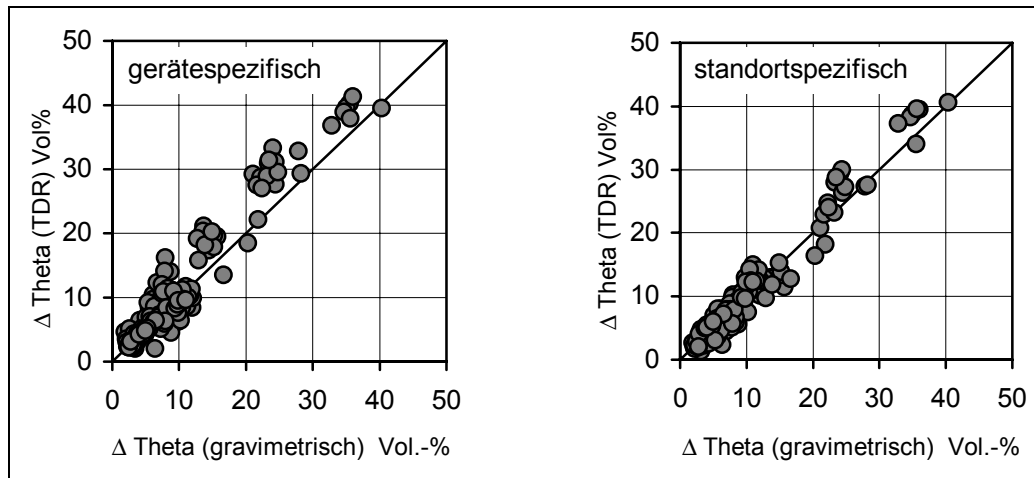 gerätespezifisch
50
40
30
20
10
0
Δ Theta (TDR) Vol%
0 10 20 30 40 50
Δ Theta (gravimetrisch) Vol.-%
standortspezifisch
50
40
30
20
10
0
Δ Theta (TDR) Vol%
0 10 20 30 40 50
Δ Theta (gravimetrisch) Vol.-%